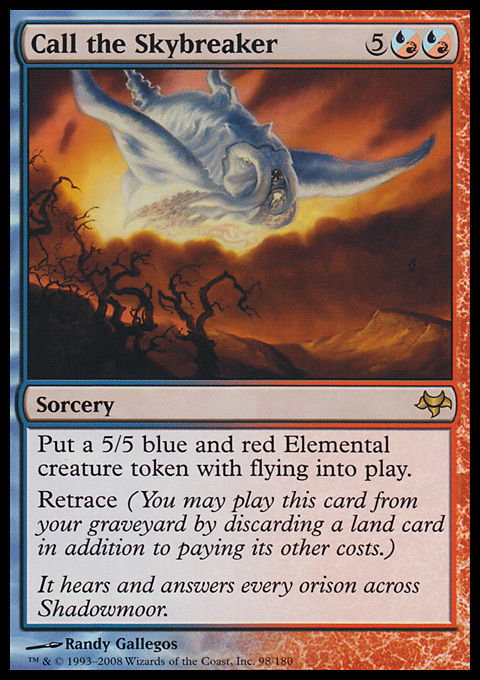 Call the Skybreaker 5
Sorcery
Put a 5/5 blue and red Elemental
creature token with flying into play.
Retrace (You may play this card from
your graveyard by discarding a land card
in addition to paying its other costs.)
It hears and answers every orison across
Shadowmoor.
Randy Gallegos
™ & © 1993–2008 Wizards of the Coast, Inc. 98/180